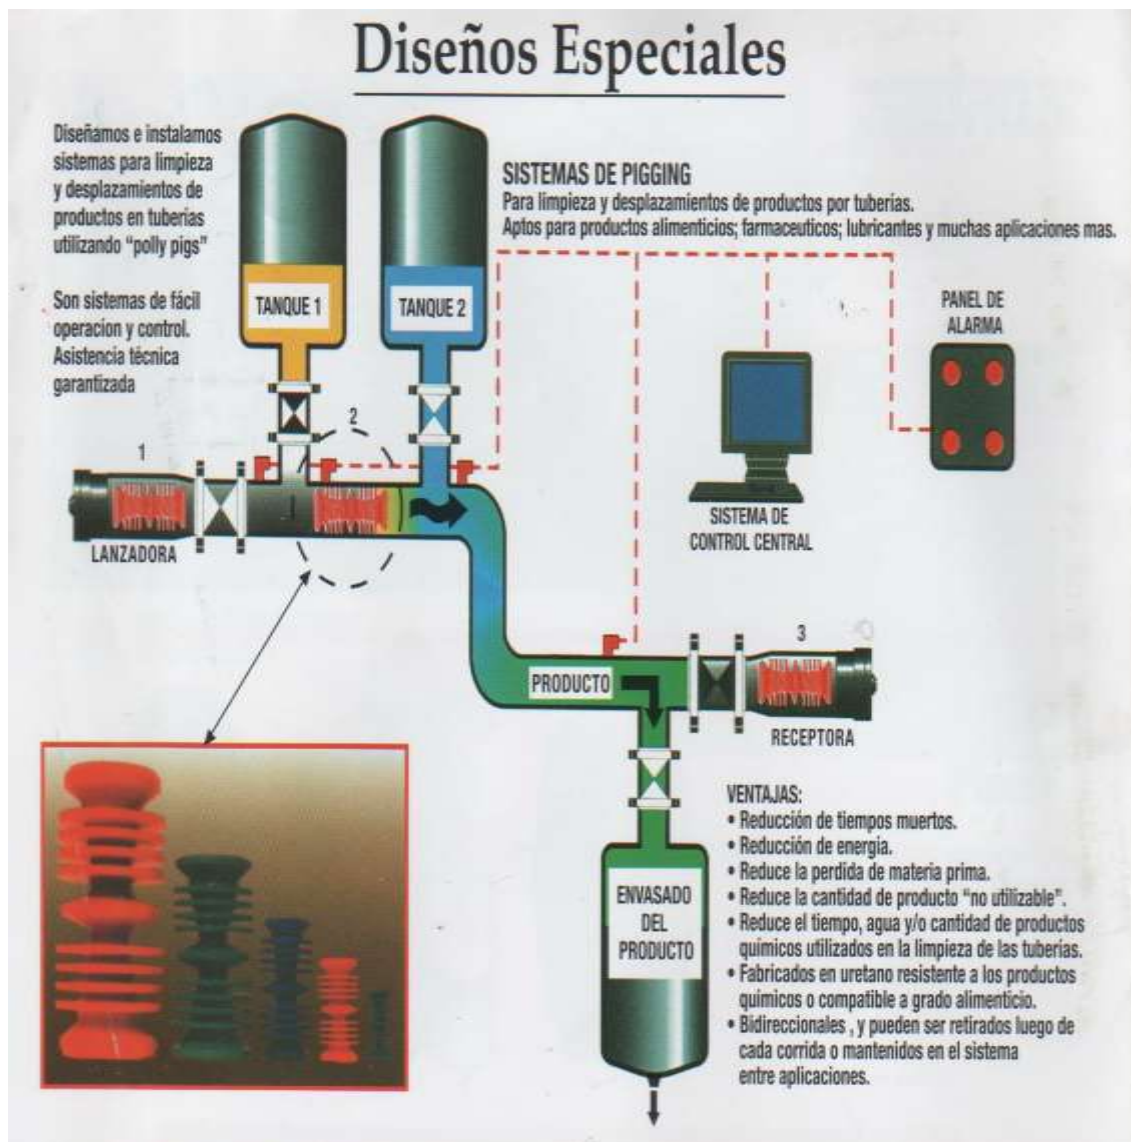 Diseños Especiales
Diseñamos e instalamos
sistemas para limpieza
y desplazamientos de
productos en tuberias
utilizando “polly pigs”
Son sistemas de fácil
operacion y control.
Asistencia técnica
garantizada
TANQUE 1
TANQUE 2
SISTEMAS DE PIGGING
Para limpieza y desplazamientos de productos por tuberias.
Aptos para productos alimenticios; farmaceuticos; lubricantes y muchas aplicaciones mas.
PANEL DE
ALARMA
SISTEMA DE
CONTROL CENTRAL
1
2
LANZADORA
3
PRODUCTO
RECEPTORA
ENVASADO
DEL
PRODUCTO
VENTAJAS:
• Reducción de tiempos muertos.
• Reducción de energia.
• Reduce la perdida de materia prima.
• Reduce la cantidad de producto “no utilizable”.
• Reduce el tiempo, agua y/o cantidad de productos
quimicos utilizados en la limpieza de las tuberias.
• Fabricados en uretano resistente a los productos
quimicos o compatible a grado alimenticio.
• Bidireccionales , y pueden ser retirados luego de
cada corrida o mantenidos en el sistema
entre aplicaciones.